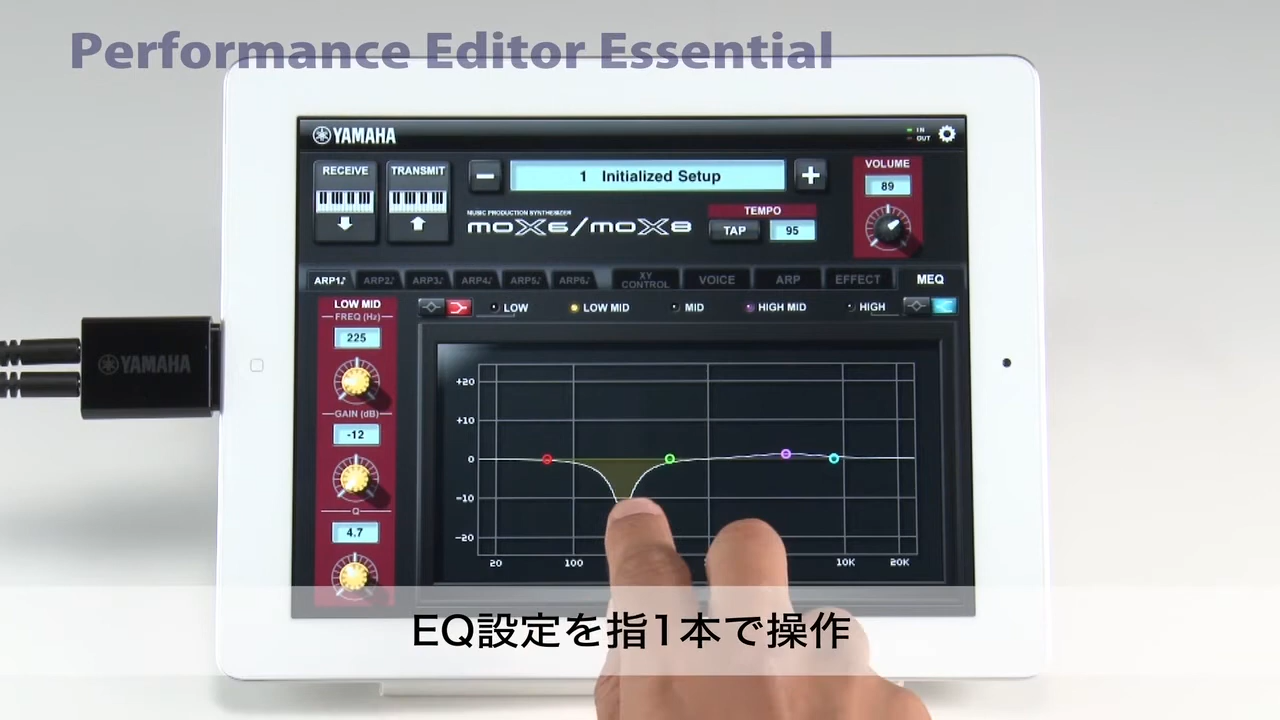 Performance Editor Essential
YAMAHA
IN
OUT
RECEIVE
TRANSMIT
1 Initialized Setup
VOLUME
89
MUSIC PRODUCTION SYNTHESIZER
moX6/moX8
TEMPO
TAP
95
ARP1
ARP2
ARP3
ARP4
ARP5
ARP6
XY
CONTROL
VOICE
ARP
EFFECT
MEQ
LOW MID
FREQ (Hz)
225
GAIN (dB)
-12
Q
4.7
LOW
LOW MID
MID
HIGH MID
HIGH
+20
+10
0
-10
-20
20
100
10K
20K
YAMAHA
EQ設定を指1本で操作